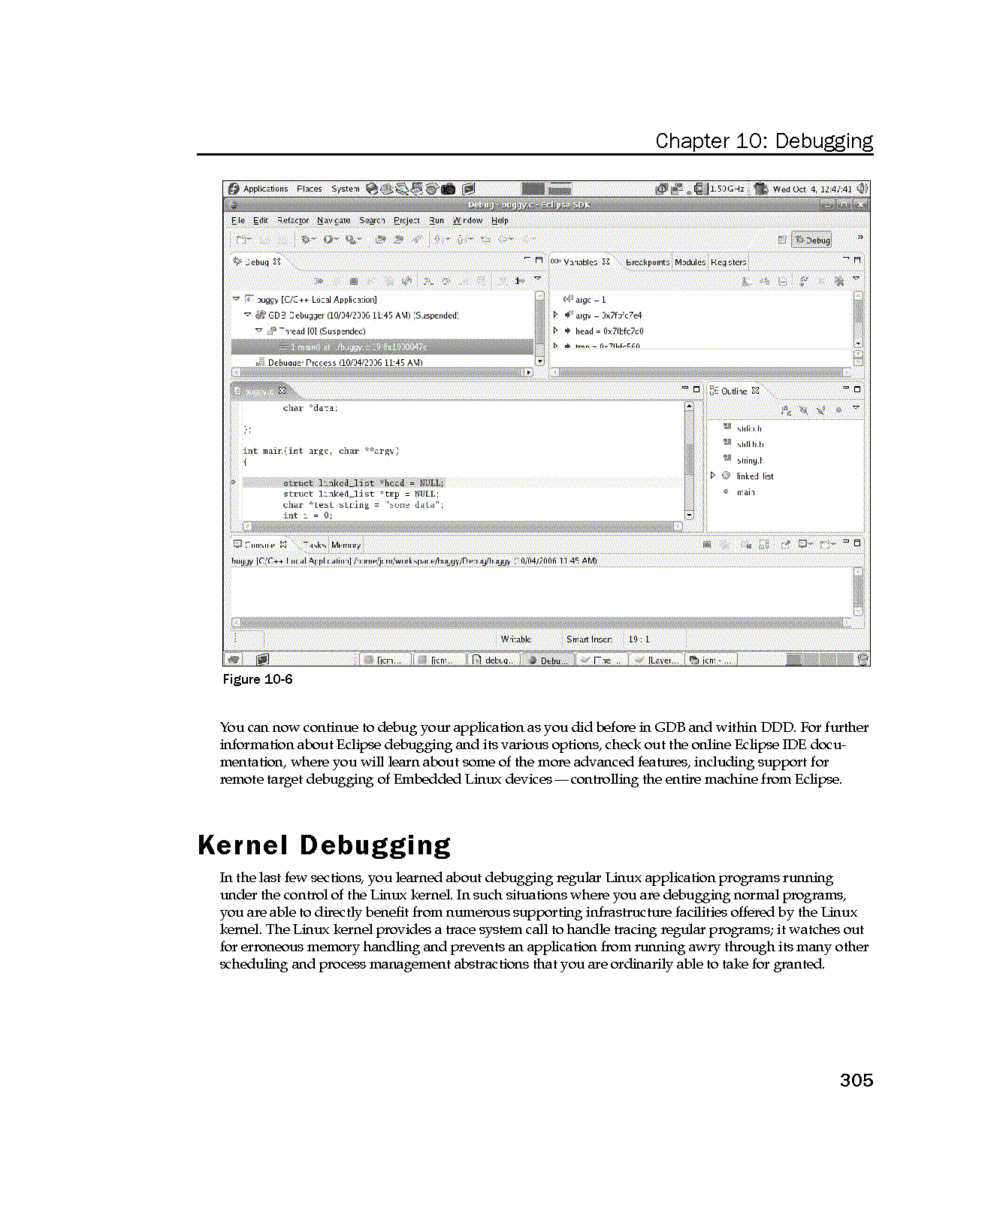 Chapter 10: Debugging
Applications Places System 1.50GHz Wed Oct 4, 12:47:41
Debug - buggy.c - Eclipse SDK
File Edit Refactor Navigate Search Project Run Window Help
Debug
Debug Variables Breakpoints Modules Registers
buggy [C/C++ Local Application]
GDB Debugger (10/04/2006 11:45 AM) (Suspended)
Thread [0] (Suspended)
1 main() at
Debugger Process (10/04/2006 11:45 AM)
argc = 1
argv = 0x7fbfc7e4
head = 0x7fbfc7c0
buggy.c Outline
char *data;
};
int main(int argc, char **argv)
{
struct linked_list *head = NULL;
struct linked_list *tmp = NULL;
char *test_string = "some data";
int i = 0;
stdio.h
stdlib.h
string.h
linked_list
main
Console Tasks Memory
buggy [C/C++ Local Application] /home/jcm/workspace/buggy/Debug/buggy (10/04/2006 11:45 AM)
Writable Smart Insert 19 : 1
[jcm... [jcm... debug... Debu... The ... [Laver... jcm - ...
Figure 10-6
You can now continue to debug your application as you did before in GDB and within DDD. For further
information about Eclipse debugging and its various options, check out the online Eclipse IDE docu-
mentation, where you will learn about some of the more advanced features, including support for
remote target debugging of Embedded Linux devices — controlling the entire machine from Eclipse.
Kernel Debugging
In the last few sections, you learned about debugging regular Linux application programs running
under the control of the Linux kernel. In such situations where you are debugging normal programs,
you are able to directly benefit from numerous supporting infrastructure facilities offered by the Linux
kernel. The Linux kernel provides a trace system call to handle tracing regular programs; it watches out
for erroneous memory handling and prevents an application from running awry through its many other
scheduling and process management abstractions that you are ordinarily able to take for granted.
305